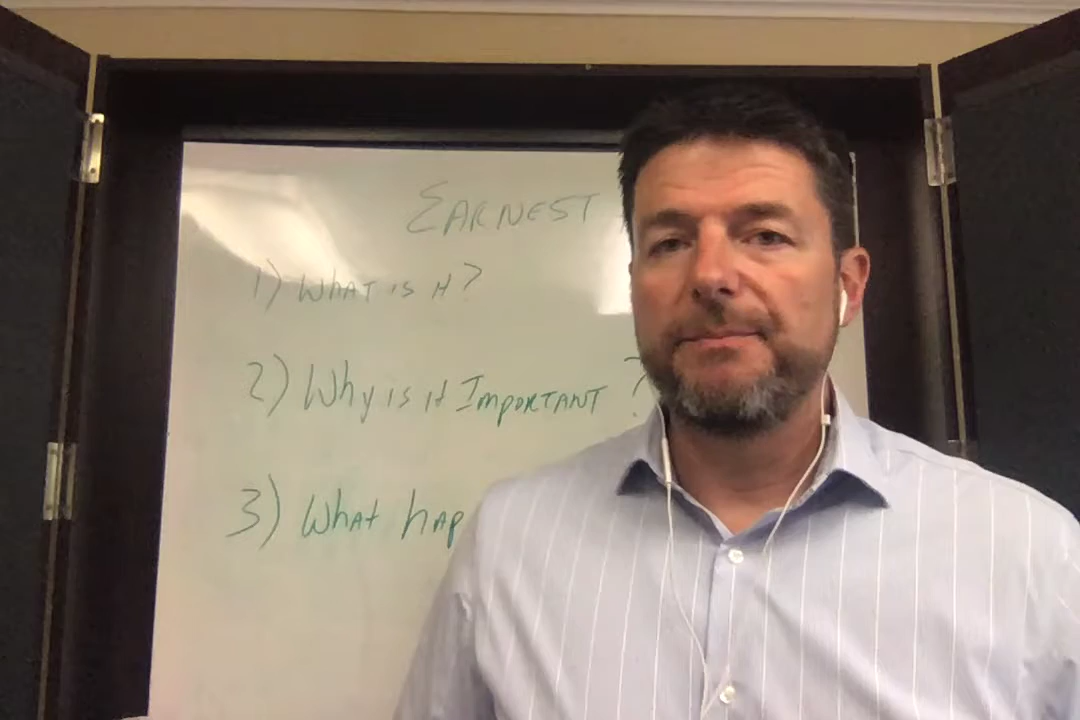 EARNEST
1) What is it?
2) Why is it Important ?
3) What hap